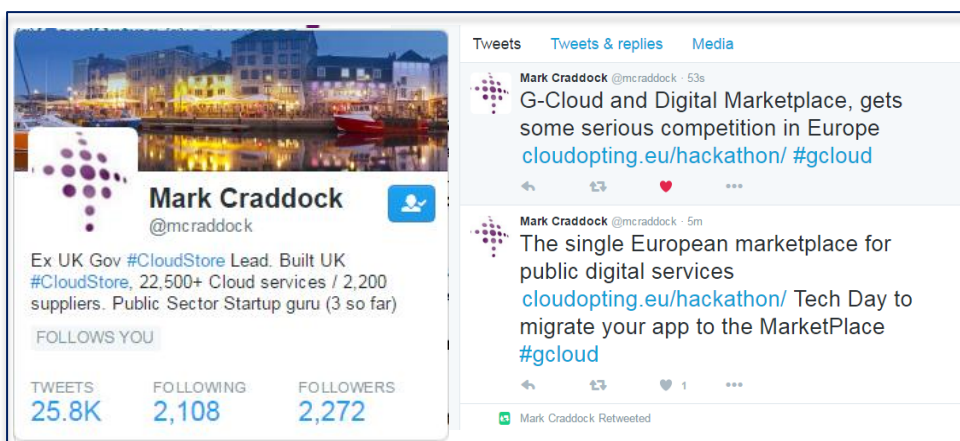 Mark Craddock
@mcraddock
Ex UK Gov #CloudStore Lead. Built UK
#CloudStore, 22,500+ Cloud services / 2,200
suppliers. Public Sector Startup guru (3 so far)
FOLLOWS YOU
TWEETS FOLLOWING FOLLOWERS
25.8K 2,108 2,272
Tweets Tweets & replies Media
Mark Craddock @mcraddock · 53s
G-Cloud and Digital Marketplace, gets
some serious competition in Europe
cloudopting.eu/hackathon/ #gcloud
Mark Craddock @mcraddock · 5m
The single European marketplace for
public digital services
cloudopting.eu/hackathon/ Tech Day to
migrate your app to the MarketPlace
#gcloud
1
Mark Craddock Retweeted